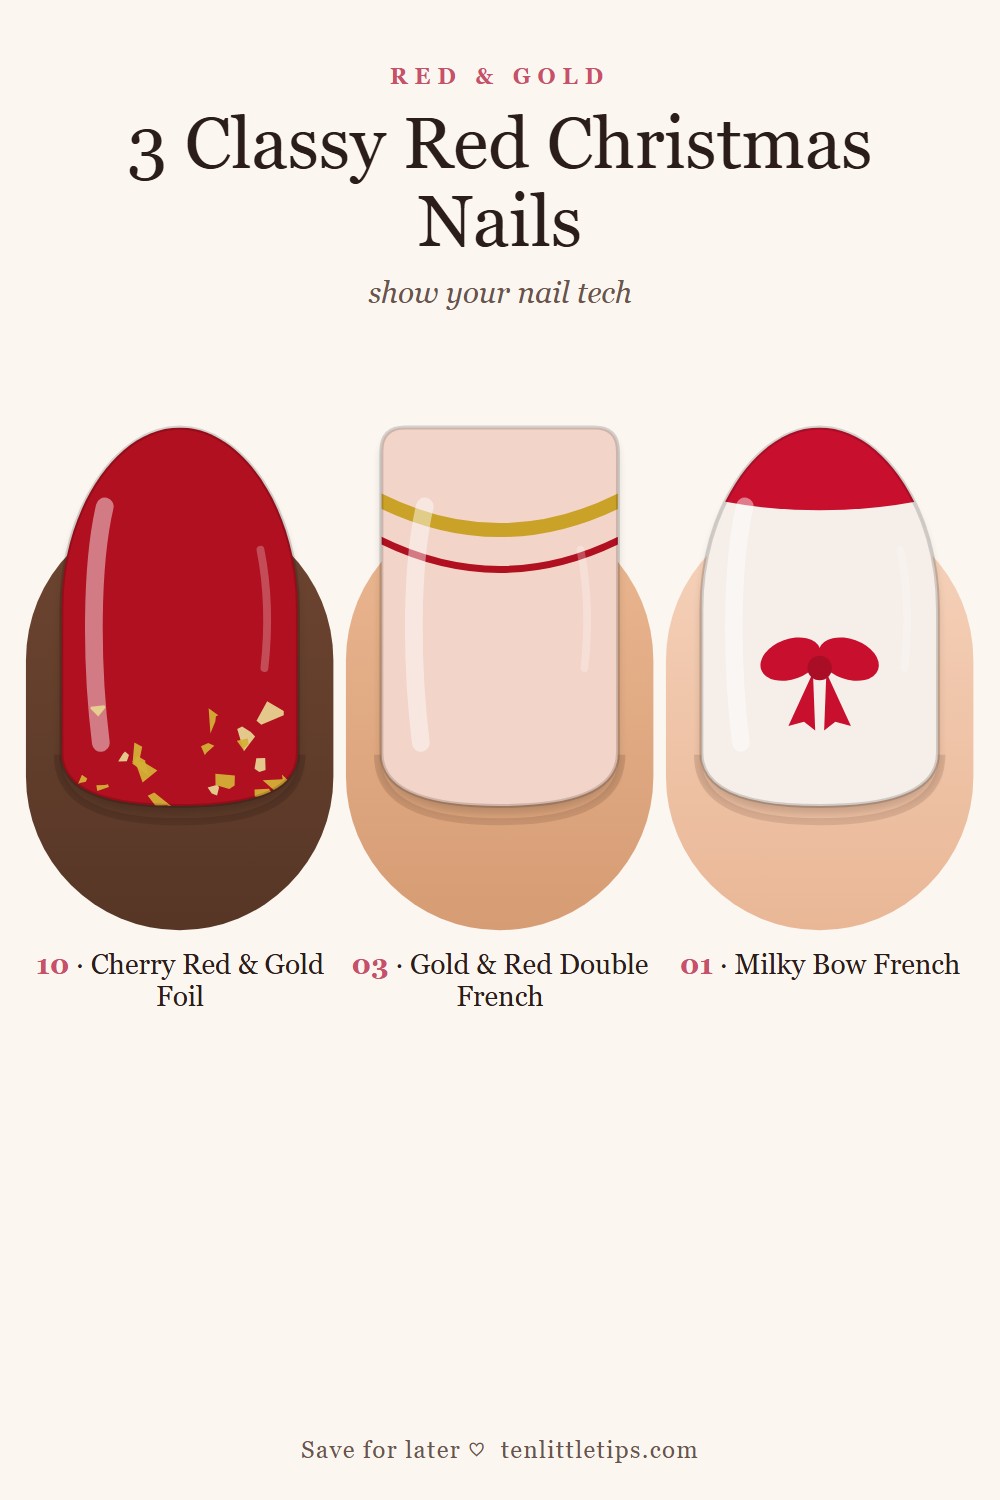 RED & GOLD
3 Classy Red Christmas
Nails
show your nail tech
10 · Cherry Red & Gold
Foil
03 · Gold & Red Double
French
01 · Milky Bow French
Save for later ♡ tenlittletips.com